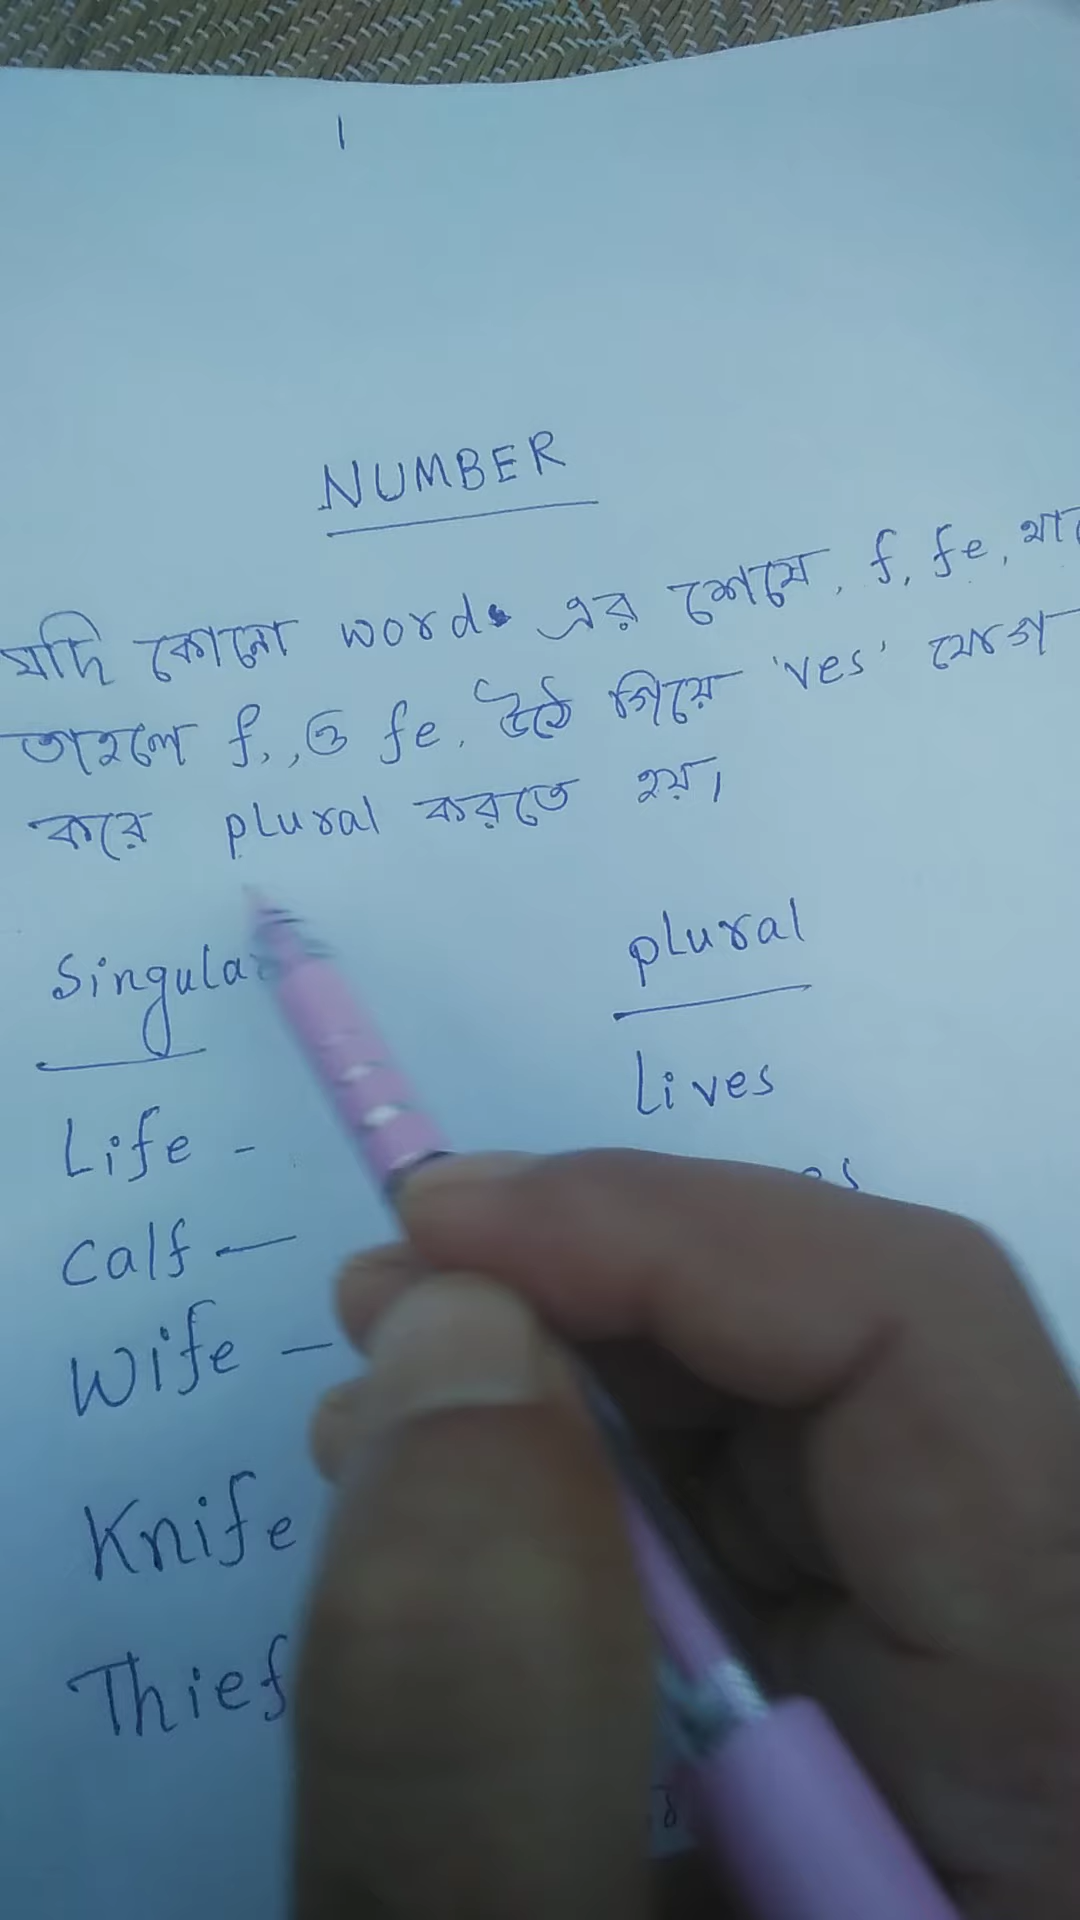 1
NUMBER
যদি কোনো word এর শেষে, f, fe,
তাহলে f, ও fe, উঠে গিয়ে 'ves' যোগ
করে plural করতে হয়।
Singular plural
Life - Lives
Calf —
Wife —
Knife
Thief